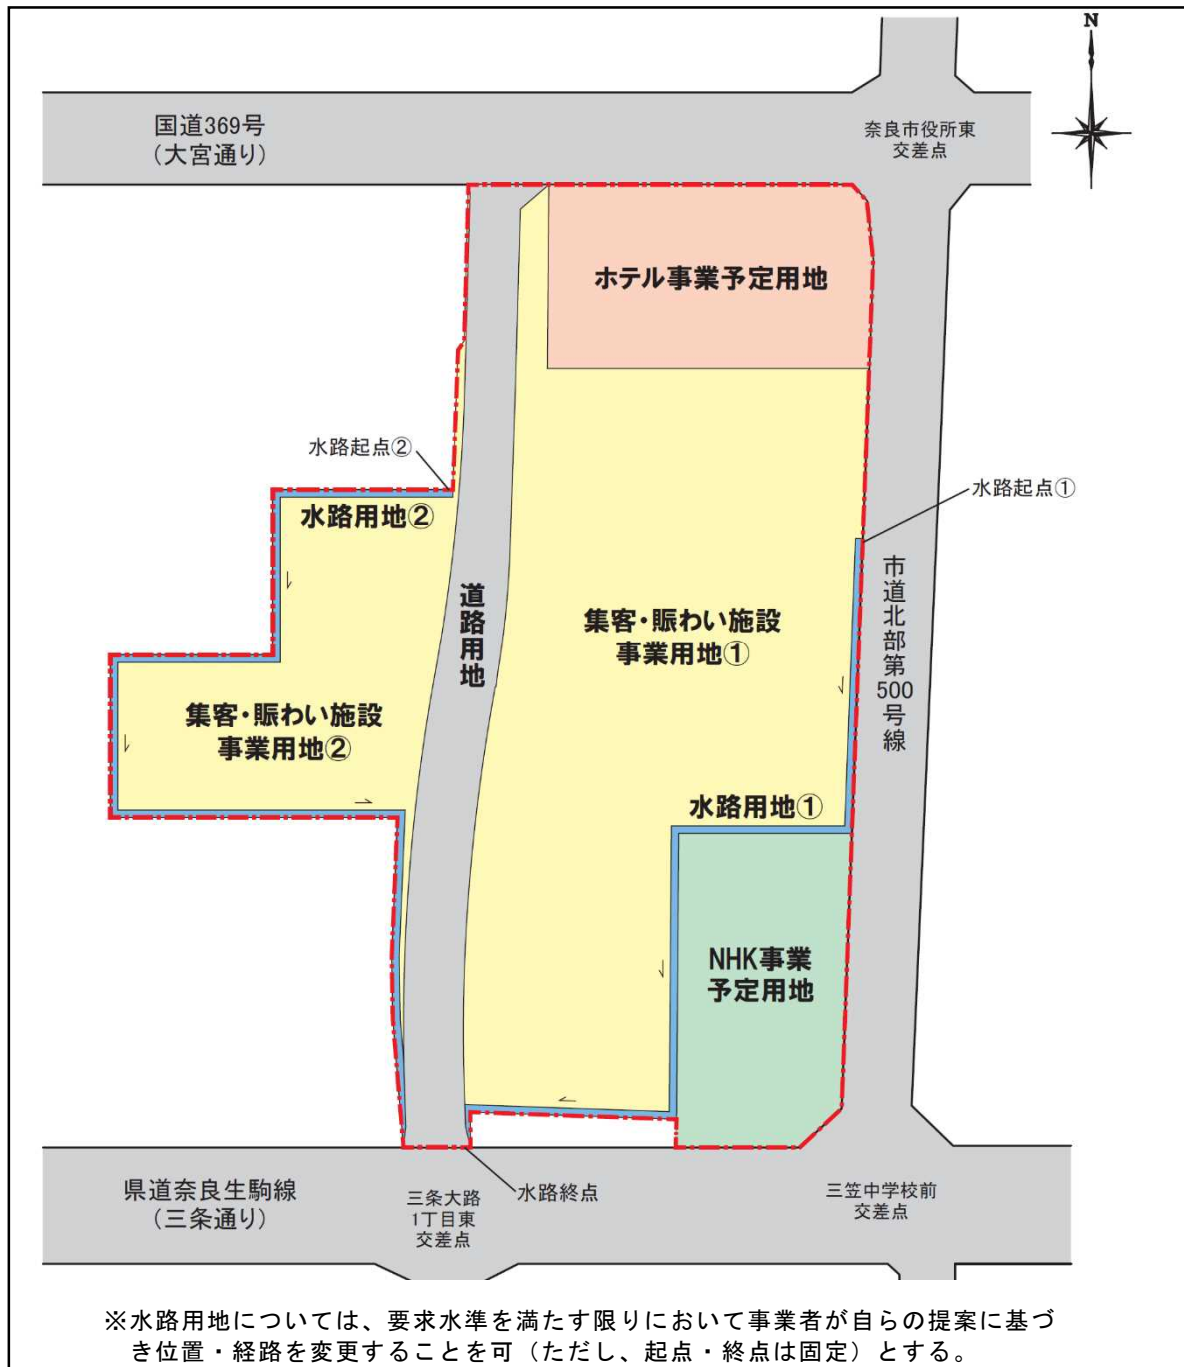 N
国道369号
(大宮通り)
奈良市役所東
交差点
ホテル事業予定用地
水路起点②
水路用地②
水路起点①
道路用地
市道北部第500号線
集客・賑わい施設
事業用地①
集客・賑わい施設
事業用地②
水路用地①
NHK事業
予定用地
県道奈良生駒線
(三条通り)
三条大路
1丁目東
交差点
水路終点
三笠中学校前
交差点
※水路用地については、要求水準を満たす限りにおいて事業者が自らの提案に基づ
き位置・経路を変更することを可（ただし、起点・終点は固定）とする。